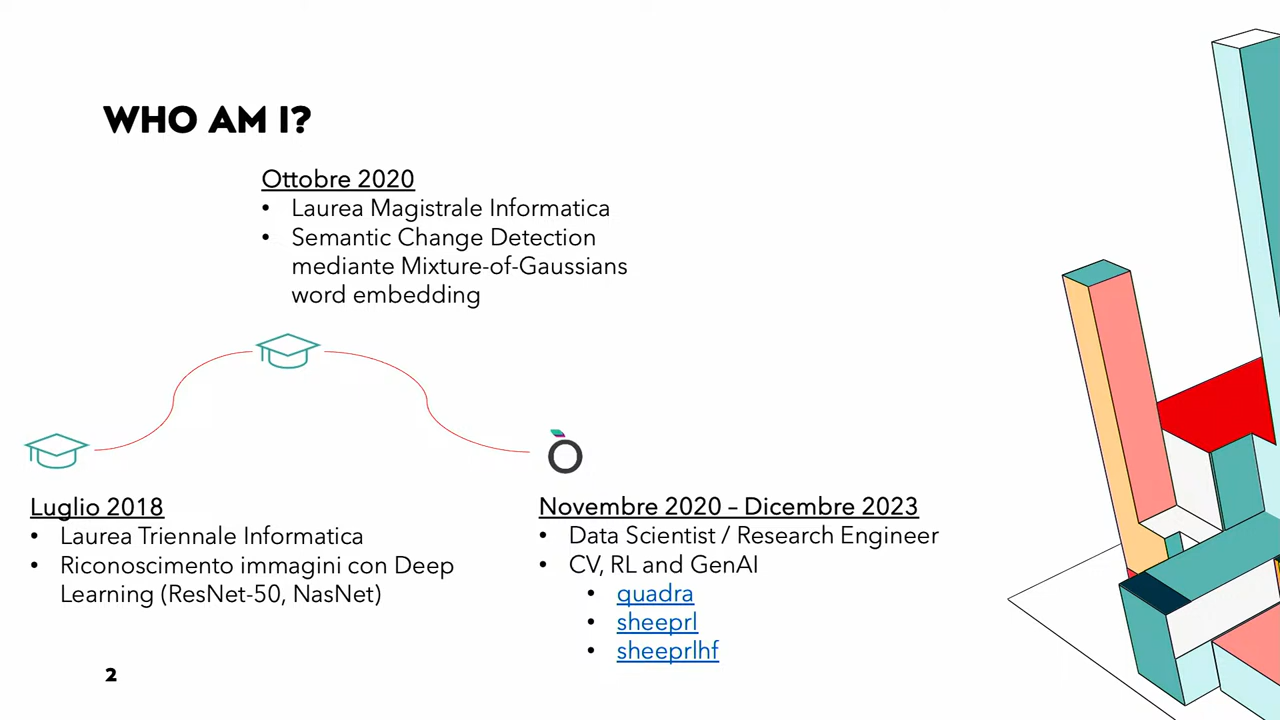 WHO AM I?
Ottobre 2020
• Laurea Magistrale Informatica
• Semantic Change Detection
mediante Mixture-of-Gaussians
word embedding
Luglio 2018
• Laurea Triennale Informatica
• Riconoscimento immagini con Deep
Learning (ResNet-50, NasNet)
Novembre 2020 – Dicembre 2023
• Data Scientist / Research Engineer
• CV, RL and GenAI
• quadra
• sheeprl
• sheeprlhf
2